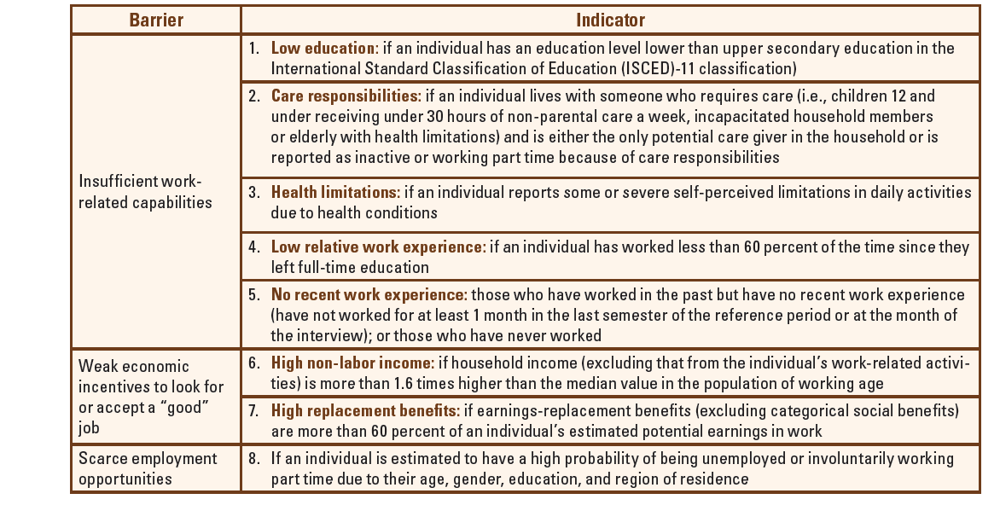 Barrier
Indicator
Insufficient work-
related capabilities
1. Low education: if an individual has an education level lower than upper secondary education in the
International Standard Classification of Education (ISCED)-11 classification)
2. Care responsibilities: if an individual lives with someone who requires care (i.e., children 12 and
under receiving under 30 hours of non-parental care a week, incapacitated household members
or elderly with health limitations) and is either the only potential care giver in the household or is
reported as inactive or working part time because of care responsibilities
3. Health limitations: if an individual reports some or severe self-perceived limitations in daily activities
due to health conditions
4. Low relative work experience: if an individual has worked less than 60 percent of the time since they
left full-time education
5. No recent work experience: those who have worked in the past but have no recent work experience
(have not worked for at least 1 month in the last semester of the reference period or at the month of
the interview); or those who have never worked
Weak economic
incentives to look for
or accept a “good”
job
6. High non-labor income: if household income (excluding that from the individual’s work-related activi-
ties) is more than 1.6 times higher than the median value in the population of working age
7. High replacement benefits: if earnings-replacement benefits (excluding categorical social benefits)
are more than 60 percent of an individual’s estimated potential earnings in work
Scarce employment
opportunities
8. If an individual is estimated to have a high probability of being unemployed or involuntarily working
part time due to their age, gender, education, and region of residence